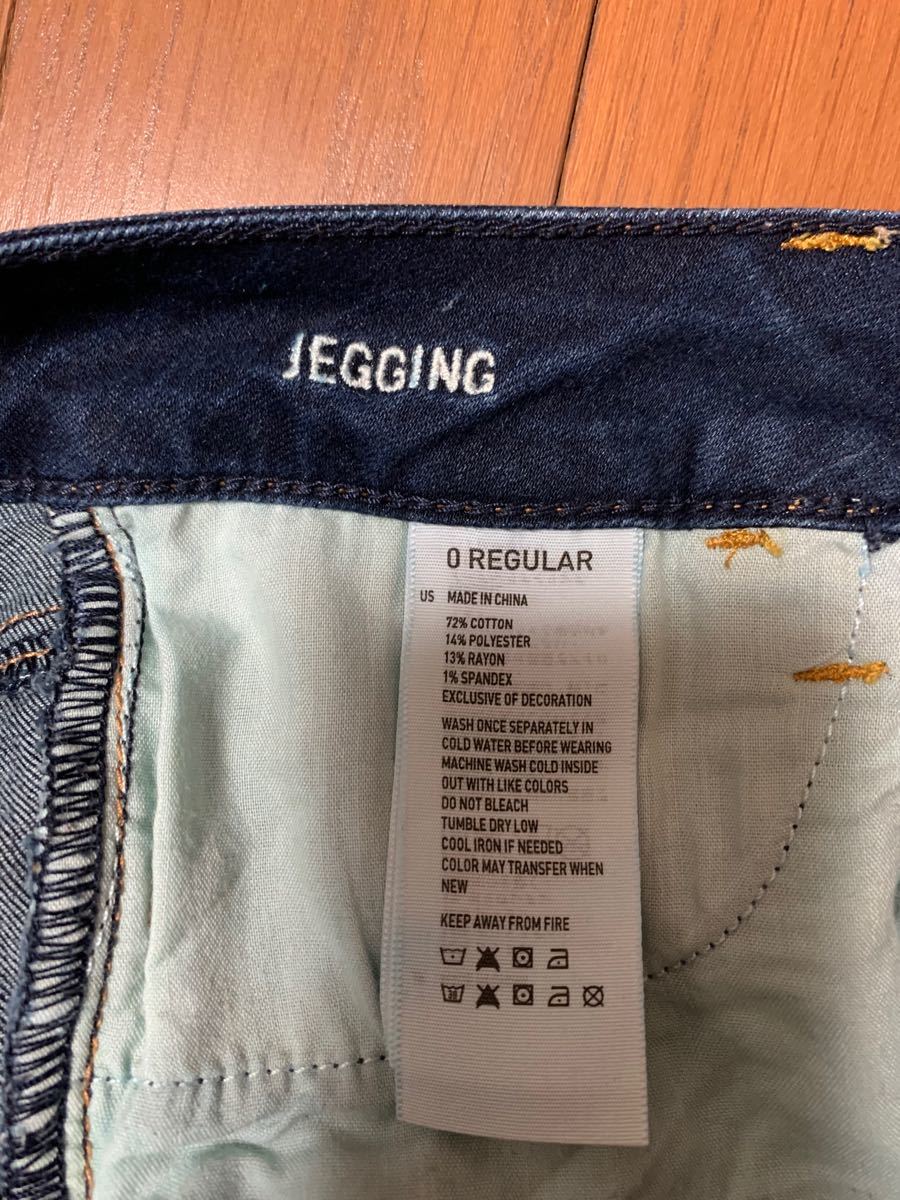 JEGGING
0 REGULAR
US MADE IN CHINA
72% COTTON
14% POLYESTER
13% RAYON
1% SPANDEX
EXCLUSIVE OF DECORATION
WASH ONCE SEPARATELY IN
COLD WATER BEFORE WEARING
MACHINE WASH COLD INSIDE
OUT WITH LIKE COLORS
DO NOT BLEACH
TUMBLE DRY LOW
COOL IRON IF NEEDED
COLOR MAY TRANSFER WHEN
NEW
KEEP AWAY FROM FIRE
30